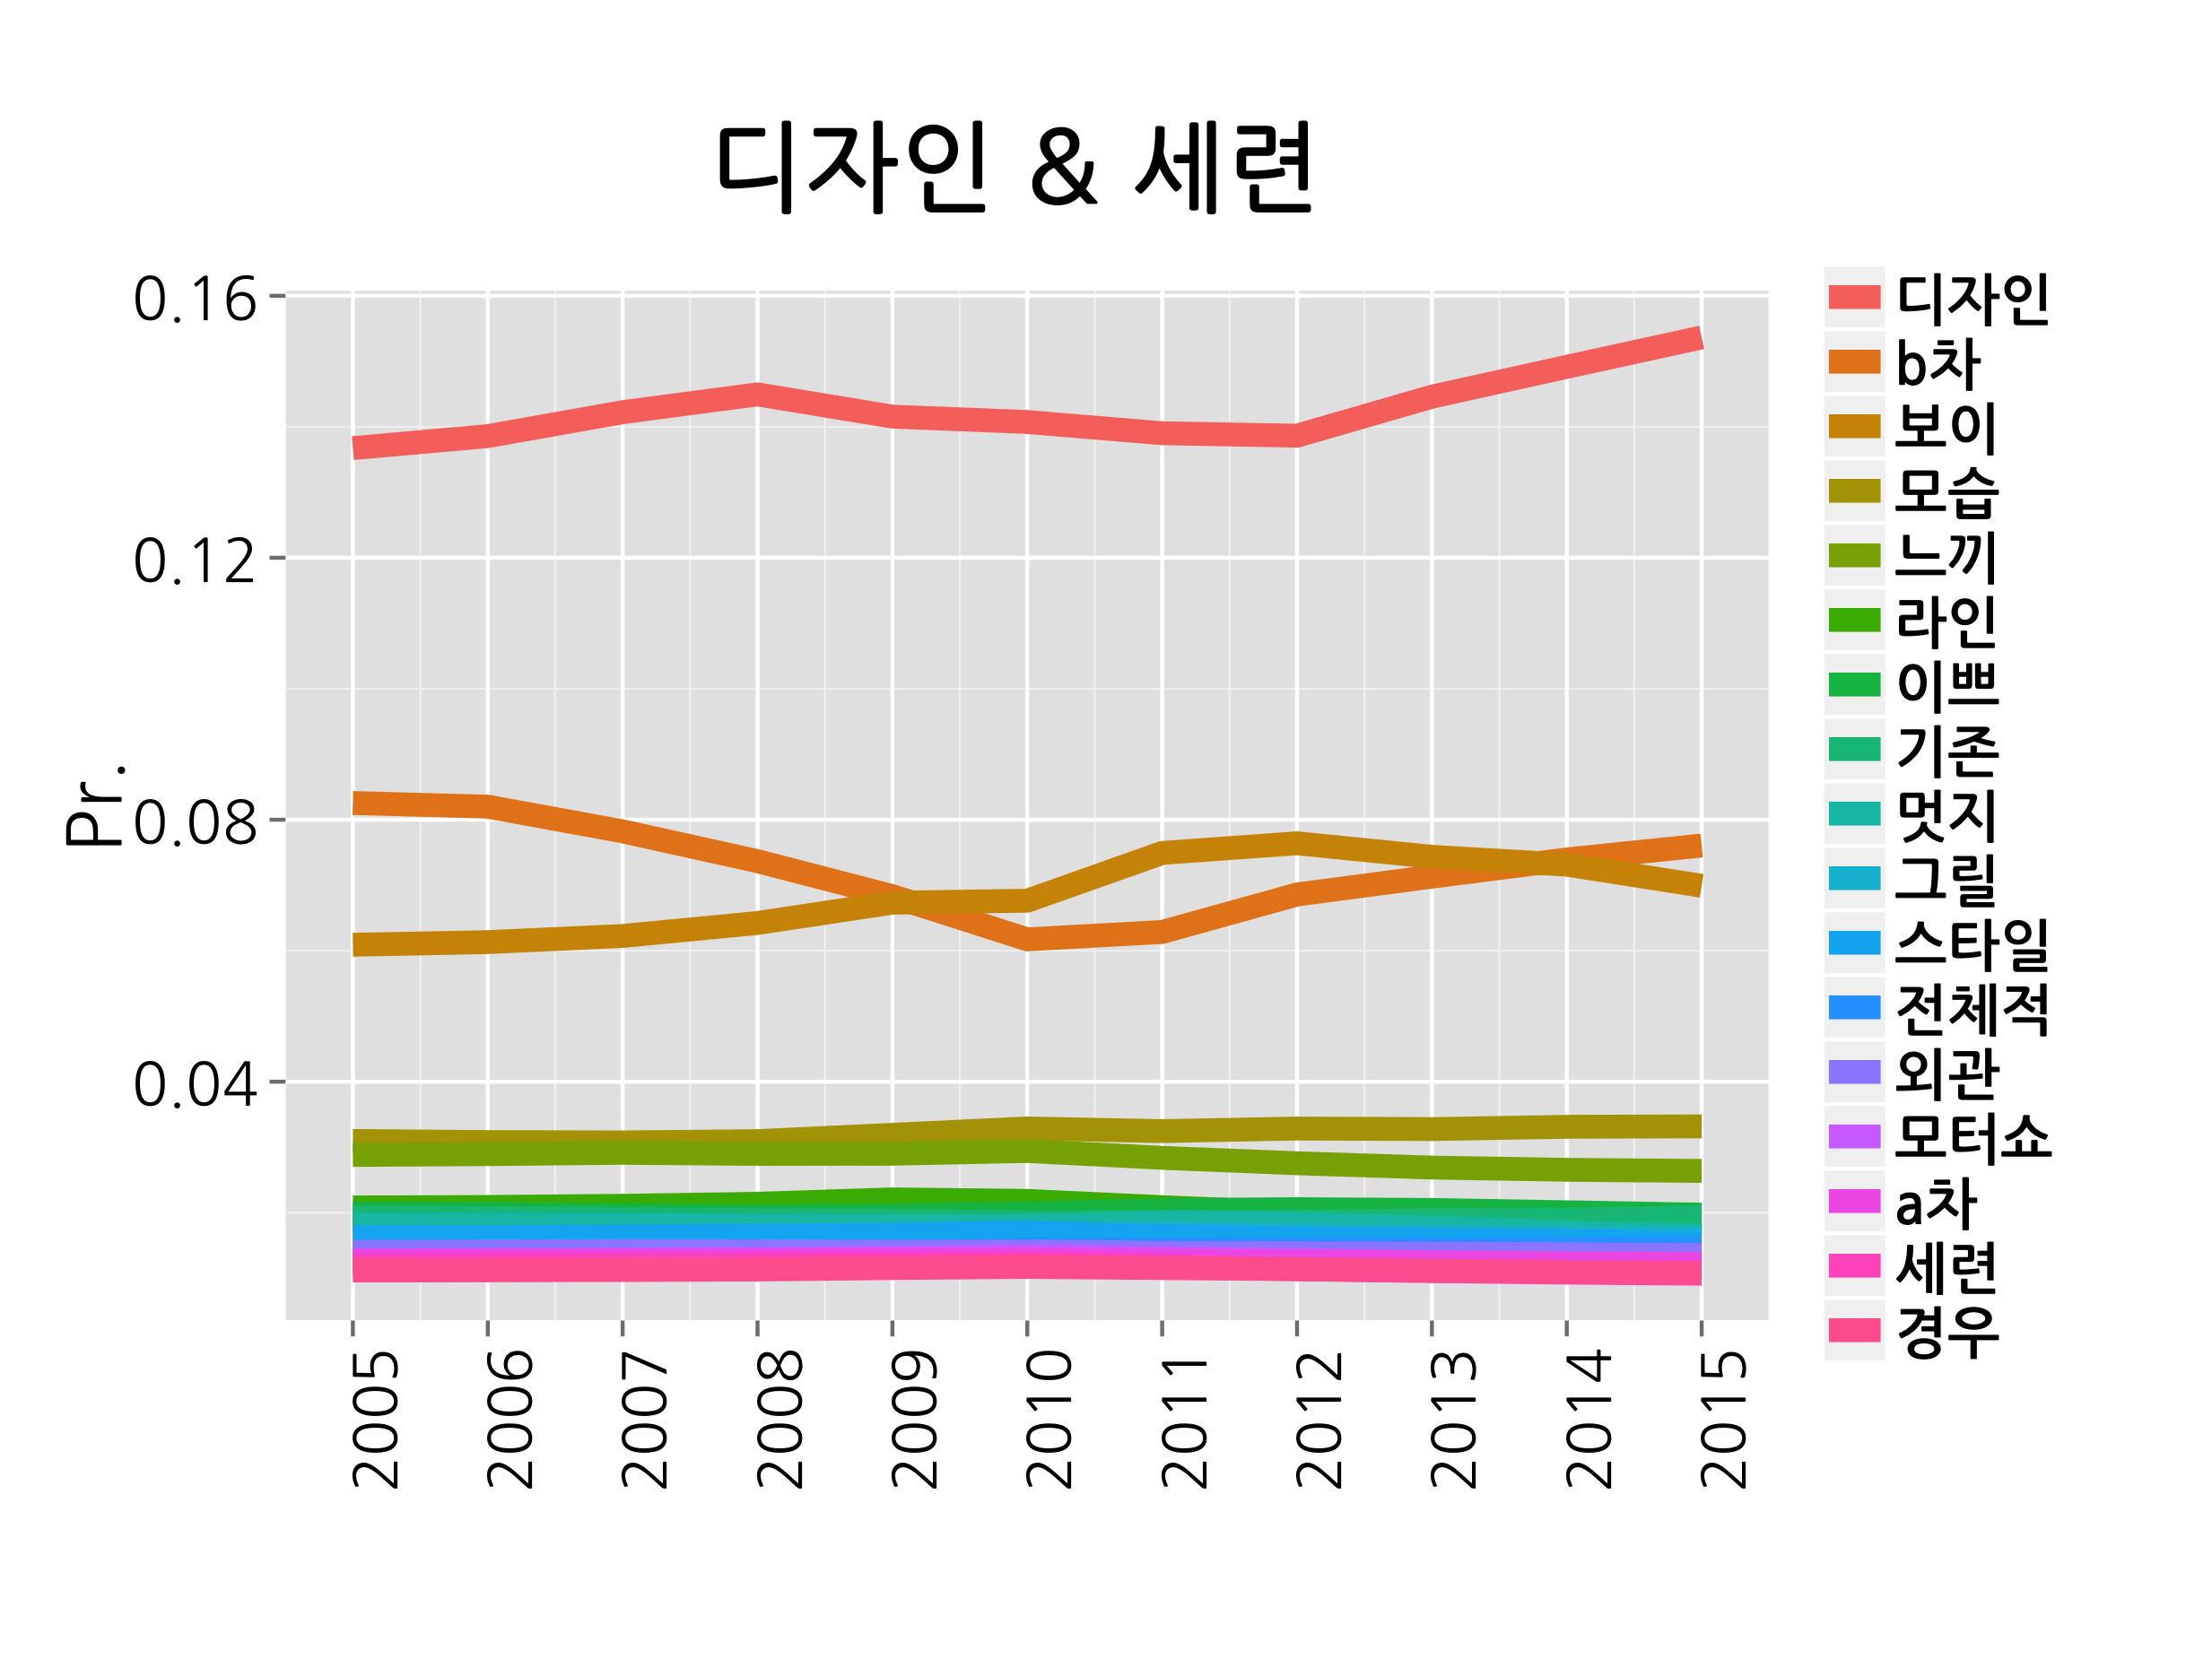 디자인 & 세련
0.16
0.12
0.08
0.04
Pr.
2005
2006
2007
2008
2009
2010
2011
2012
2013
2014
2015
디자인
b차
보이
모습
느끼
라인
이쁘
기존
멋지
그릴
스타일
전체적
외관
모터쇼
a차
세련
경우